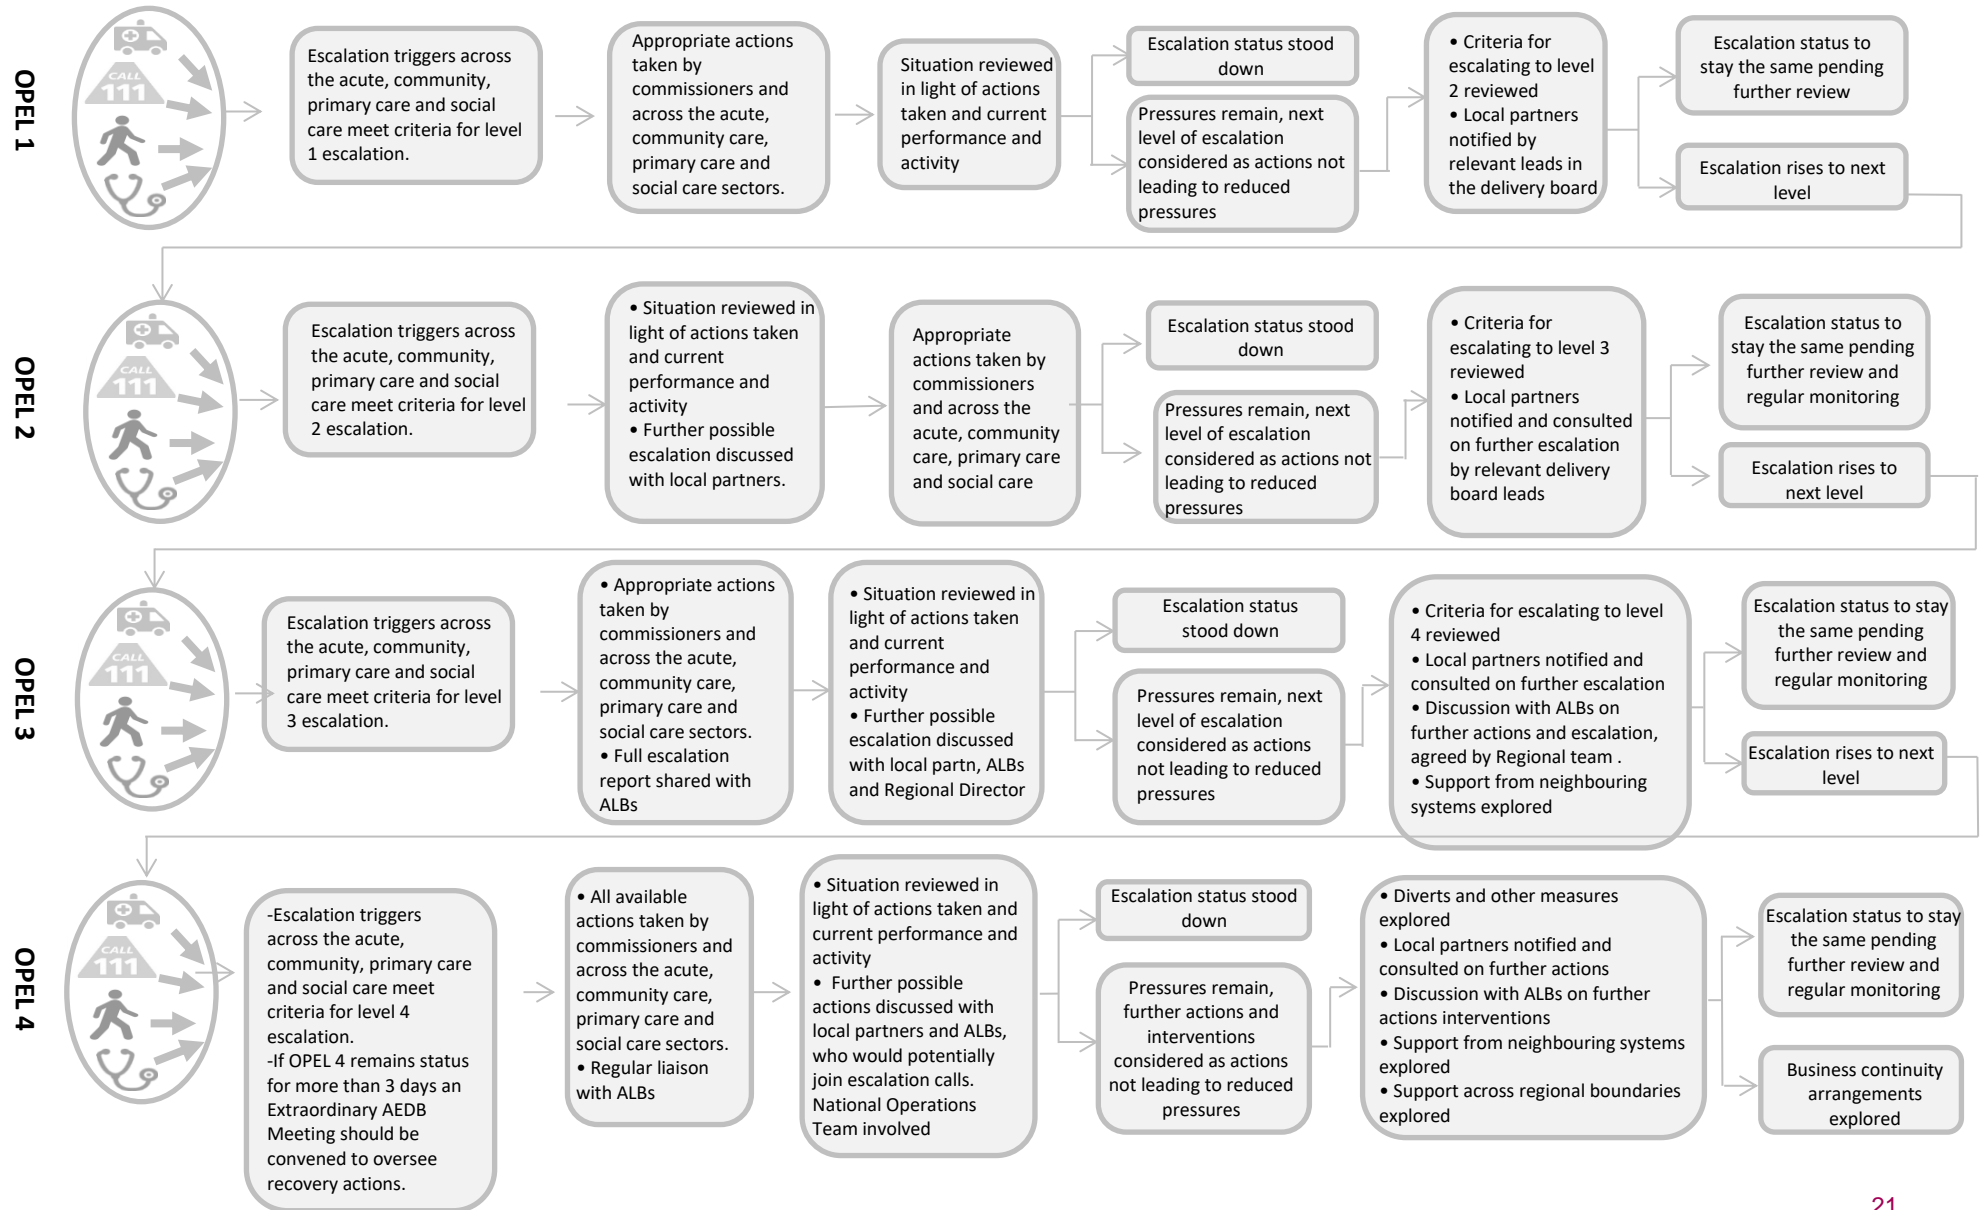 OPEL 1
CALL
111
Escalation triggers across
the acute, community,
primary care and social
care meet criteria for level
1 escalation.
Appropriate actions
taken by
commissioners and
across the acute,
community care,
primary care and
social care sectors.
Situation reviewed
in light of actions
taken and current
performance and
activity
Escalation status stood
down
Pressures remain, next
level of escalation
considered as actions not
leading to reduced
pressures
• Criteria for
escalating to level
2 reviewed
• Local partners
notified by
relevant leads in
the delivery board
Escalation status to
stay the same pending
further review
Escalation rises to next
level
OPEL 2
CALL
111
Escalation triggers across
the acute, community,
primary care and social
care meet criteria for level
2 escalation.
• Situation reviewed in
light of actions taken
and current
performance and
activity
• Further possible
escalation discussed
with local partners.
Appropriate
actions taken by
commissioners
and across the
acute, community
care, primary care
and social care
Escalation status stood
down
Pressures remain, next
level of escalation
considered as actions not
leading to reduced
pressures
• Criteria for
escalating to level 3
reviewed
• Local partners
notified and consulted
on further escalation
by relevant delivery
board leads
Escalation status to
stay the same pending
further review and
regular monitoring
Escalation rises to
next level
OPEL 3
CALL
111
Escalation triggers across
the acute, community,
primary care and social
care meet criteria for level
3 escalation.
• Appropriate actions
taken by
commissioners and
across the acute,
community care,
primary care and
social care sectors.
• Full escalation
report shared with
ALBs
• Situation reviewed in
light of actions taken
and current
performance and
activity
• Further possible
escalation discussed
with local partn, ALBs
and Regional Director
Escalation status
stood down
Pressures remain, next
level of escalation
considered as actions
not leading to reduced
pressures
• Criteria for escalating to level
4 reviewed
• Local partners notified and
consulted on further escalation
• Discussion with ALBs on
further actions and escalation,
agreed by Regional team .
• Support from neighbouring
systems explored
Escalation status to stay
the same pending
further review and
regular monitoring
Escalation rises to next
level
OPEL 4
CALL
111
-Escalation triggers
across the acute,
community, primary care
and social care meet
criteria for level 4
escalation.
-If OPEL 4 remains status
for more than 3 days an
Extraordinary AEDB
Meeting should be
convened to oversee
recovery actions.
• All available
actions taken by
commissioners and
across the acute,
community care,
primary care and
social care sectors.
• Regular liaison
with ALBs
• Situation reviewed in
light of actions taken and
current performance and
activity
• Further possible
actions discussed with
local partners and ALBs,
who would potentially
join escalation calls.
National Operations
Team involved
Escalation status stood
down
Pressures remain,
further actions and
interventions
considered as actions
not leading to reduced
pressures
• Diverts and other measures
explored
• Local partners notified and
consulted on further actions
• Discussion with ALBs on further
actions interventions
• Support from neighbouring systems
explored
• Support across regional boundaries
explored
Escalation status to stay
the same pending
further review and
regular monitoring
Business continuity
arrangements
explored
21